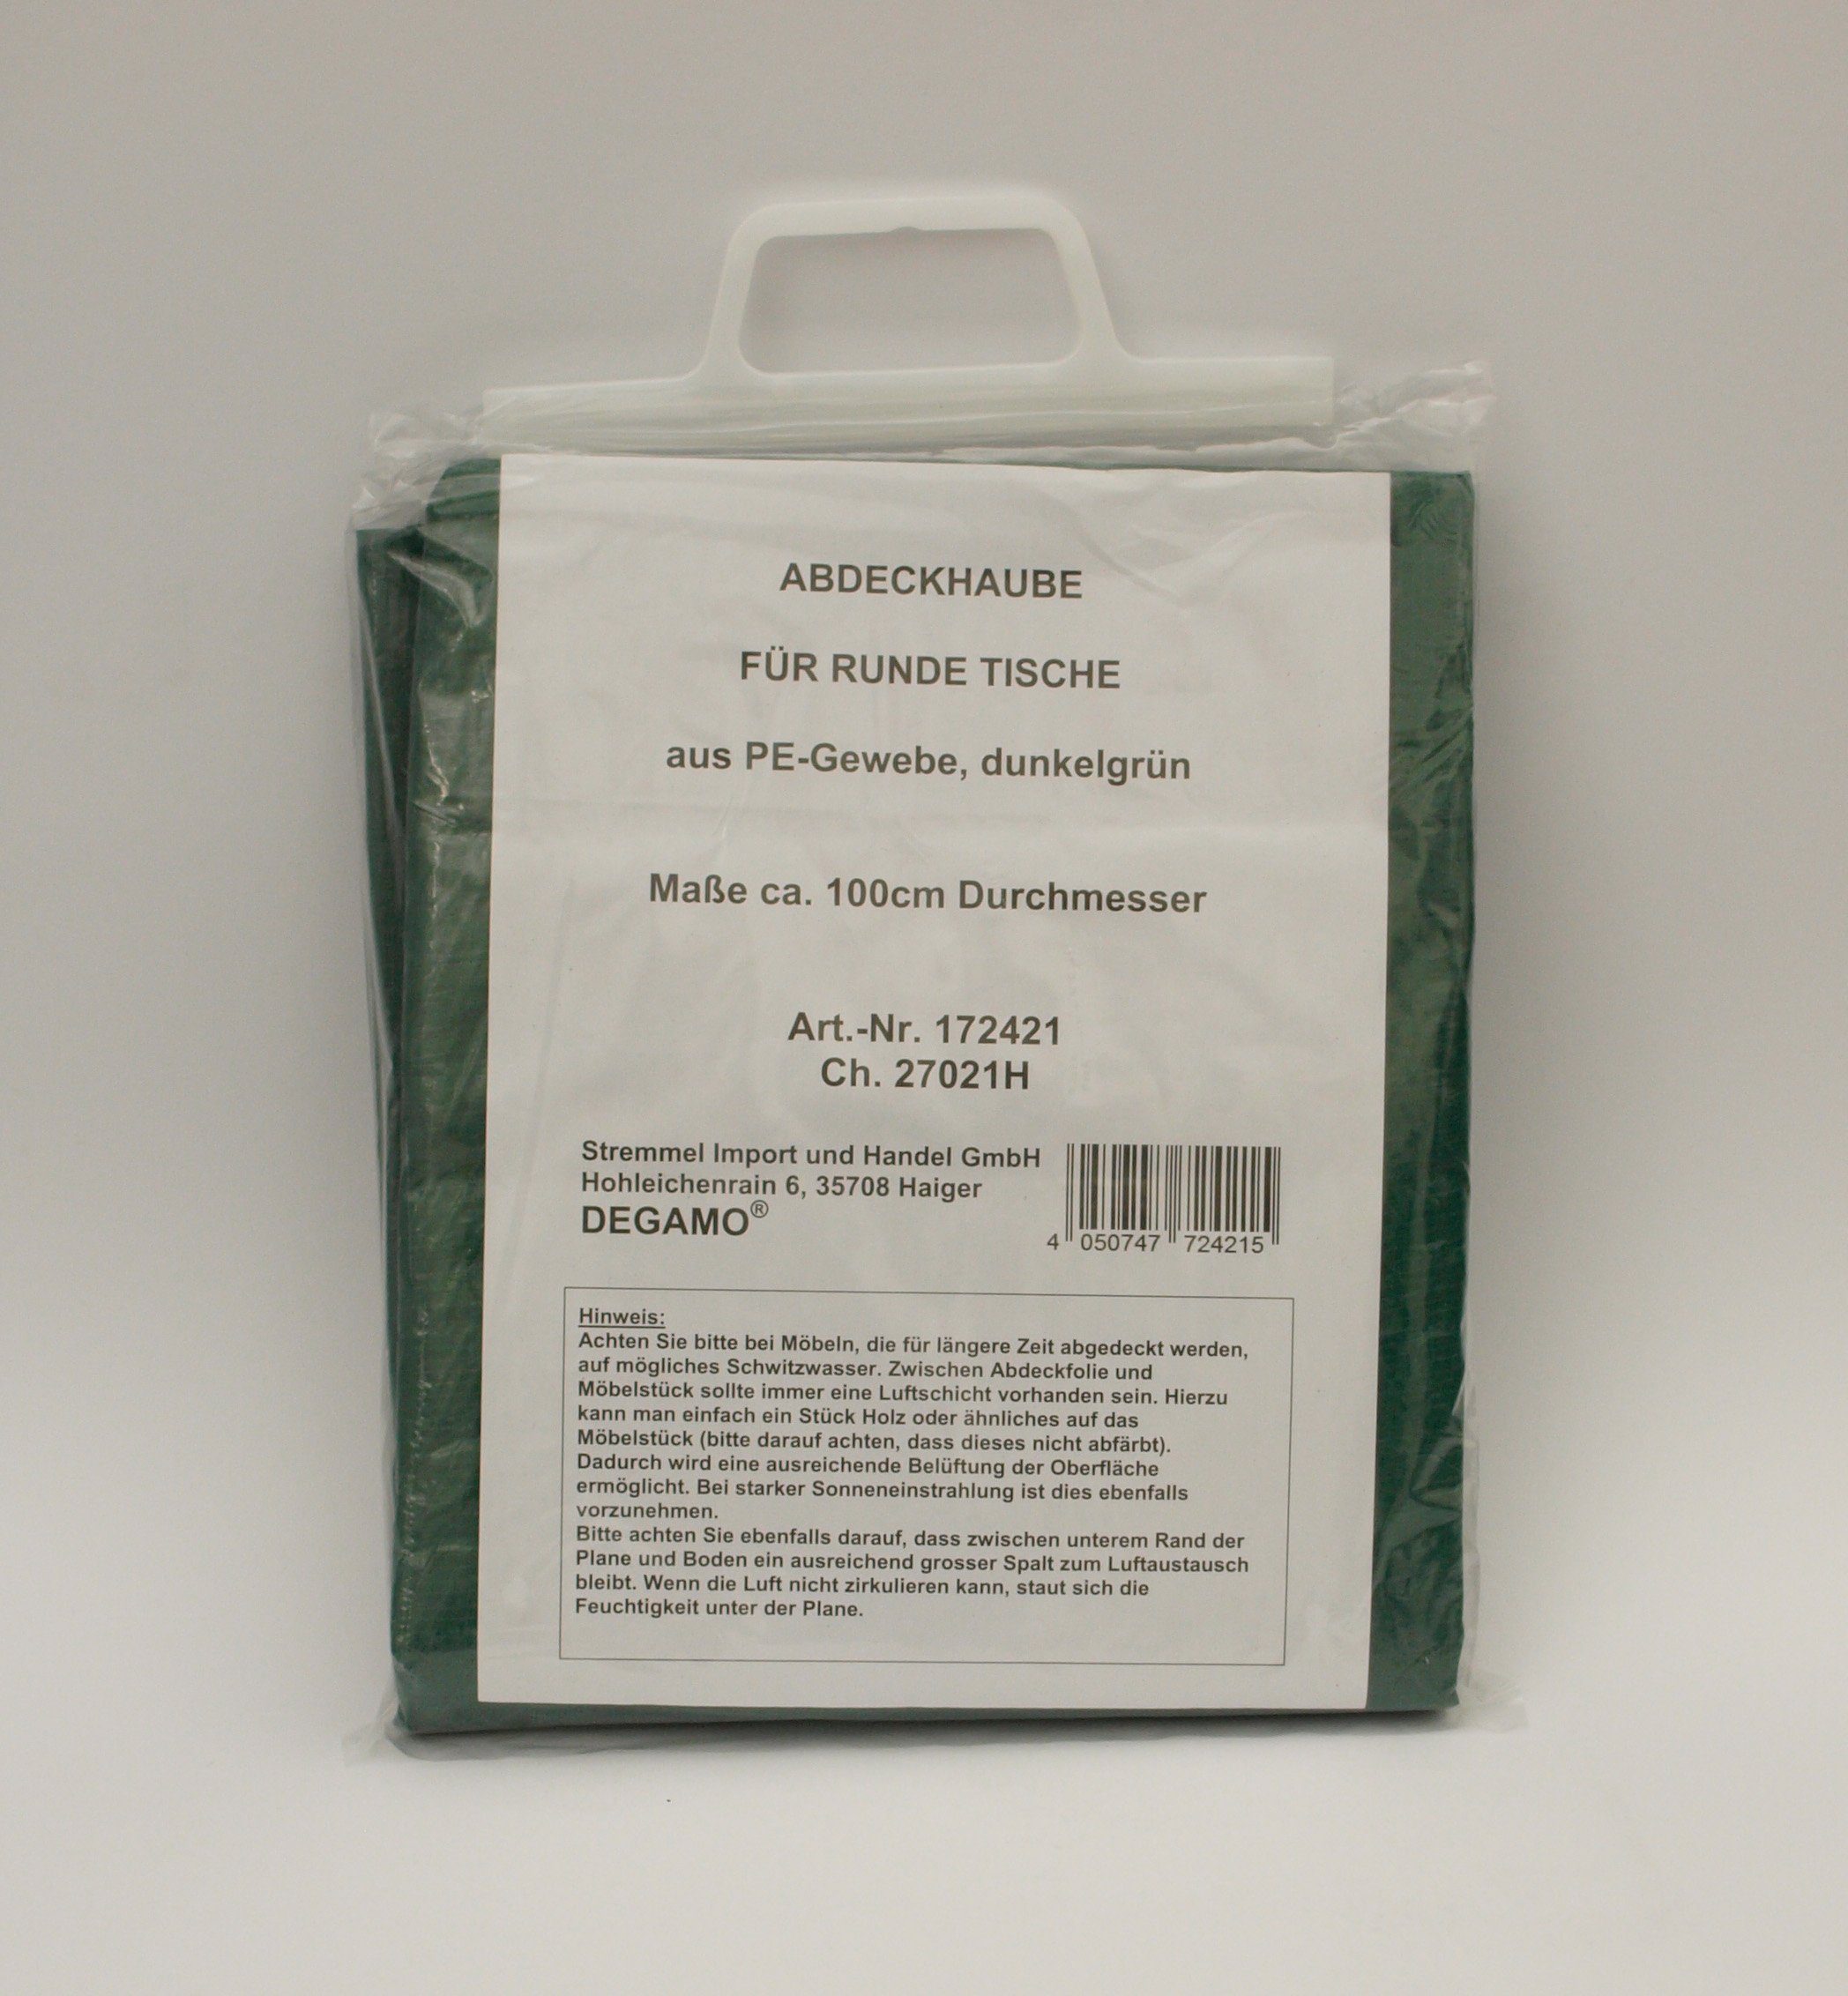 ABDECKHAUBE
FÜR RUNDE TISCHE
aus PE-Gewebe, dunkelgrün
Maße ca. 100cm Durchmesser
Art.-Nr. 172421
Ch. 27021H
Stremmel Import und Handel GmbH
Hohleichenrain 6, 35708 Haiger
DEGAMO®
4 050747 724215
Hinweis:
Achten Sie bitte bei Möbeln, die für längere Zeit abgedeckt werden,
auf mögliches Schwitzwasser. Zwischen Abdeckfolie und
Möbelstück sollte immer eine Luftschicht vorhanden sein. Hierzu
kann man einfach ein Stück Holz oder ähnliches auf das
Möbelstück (bitte darauf achten, dass dieses nicht abfärbt).
Dadurch wird eine ausreichende Belüftung der Oberfläche
ermöglicht. Bei starker Sonneneinstrahlung ist dies ebenfalls
vorzunehmen.
Bitte achten Sie ebenfalls darauf, dass zwischen unterem Rand der
Plane und Boden ein ausreichend grosser Spalt zum Luftaustausch
bleibt. Wenn die Luft nicht zirkulieren kann, staut sich die
Feuchtigkeit unter der Plane.